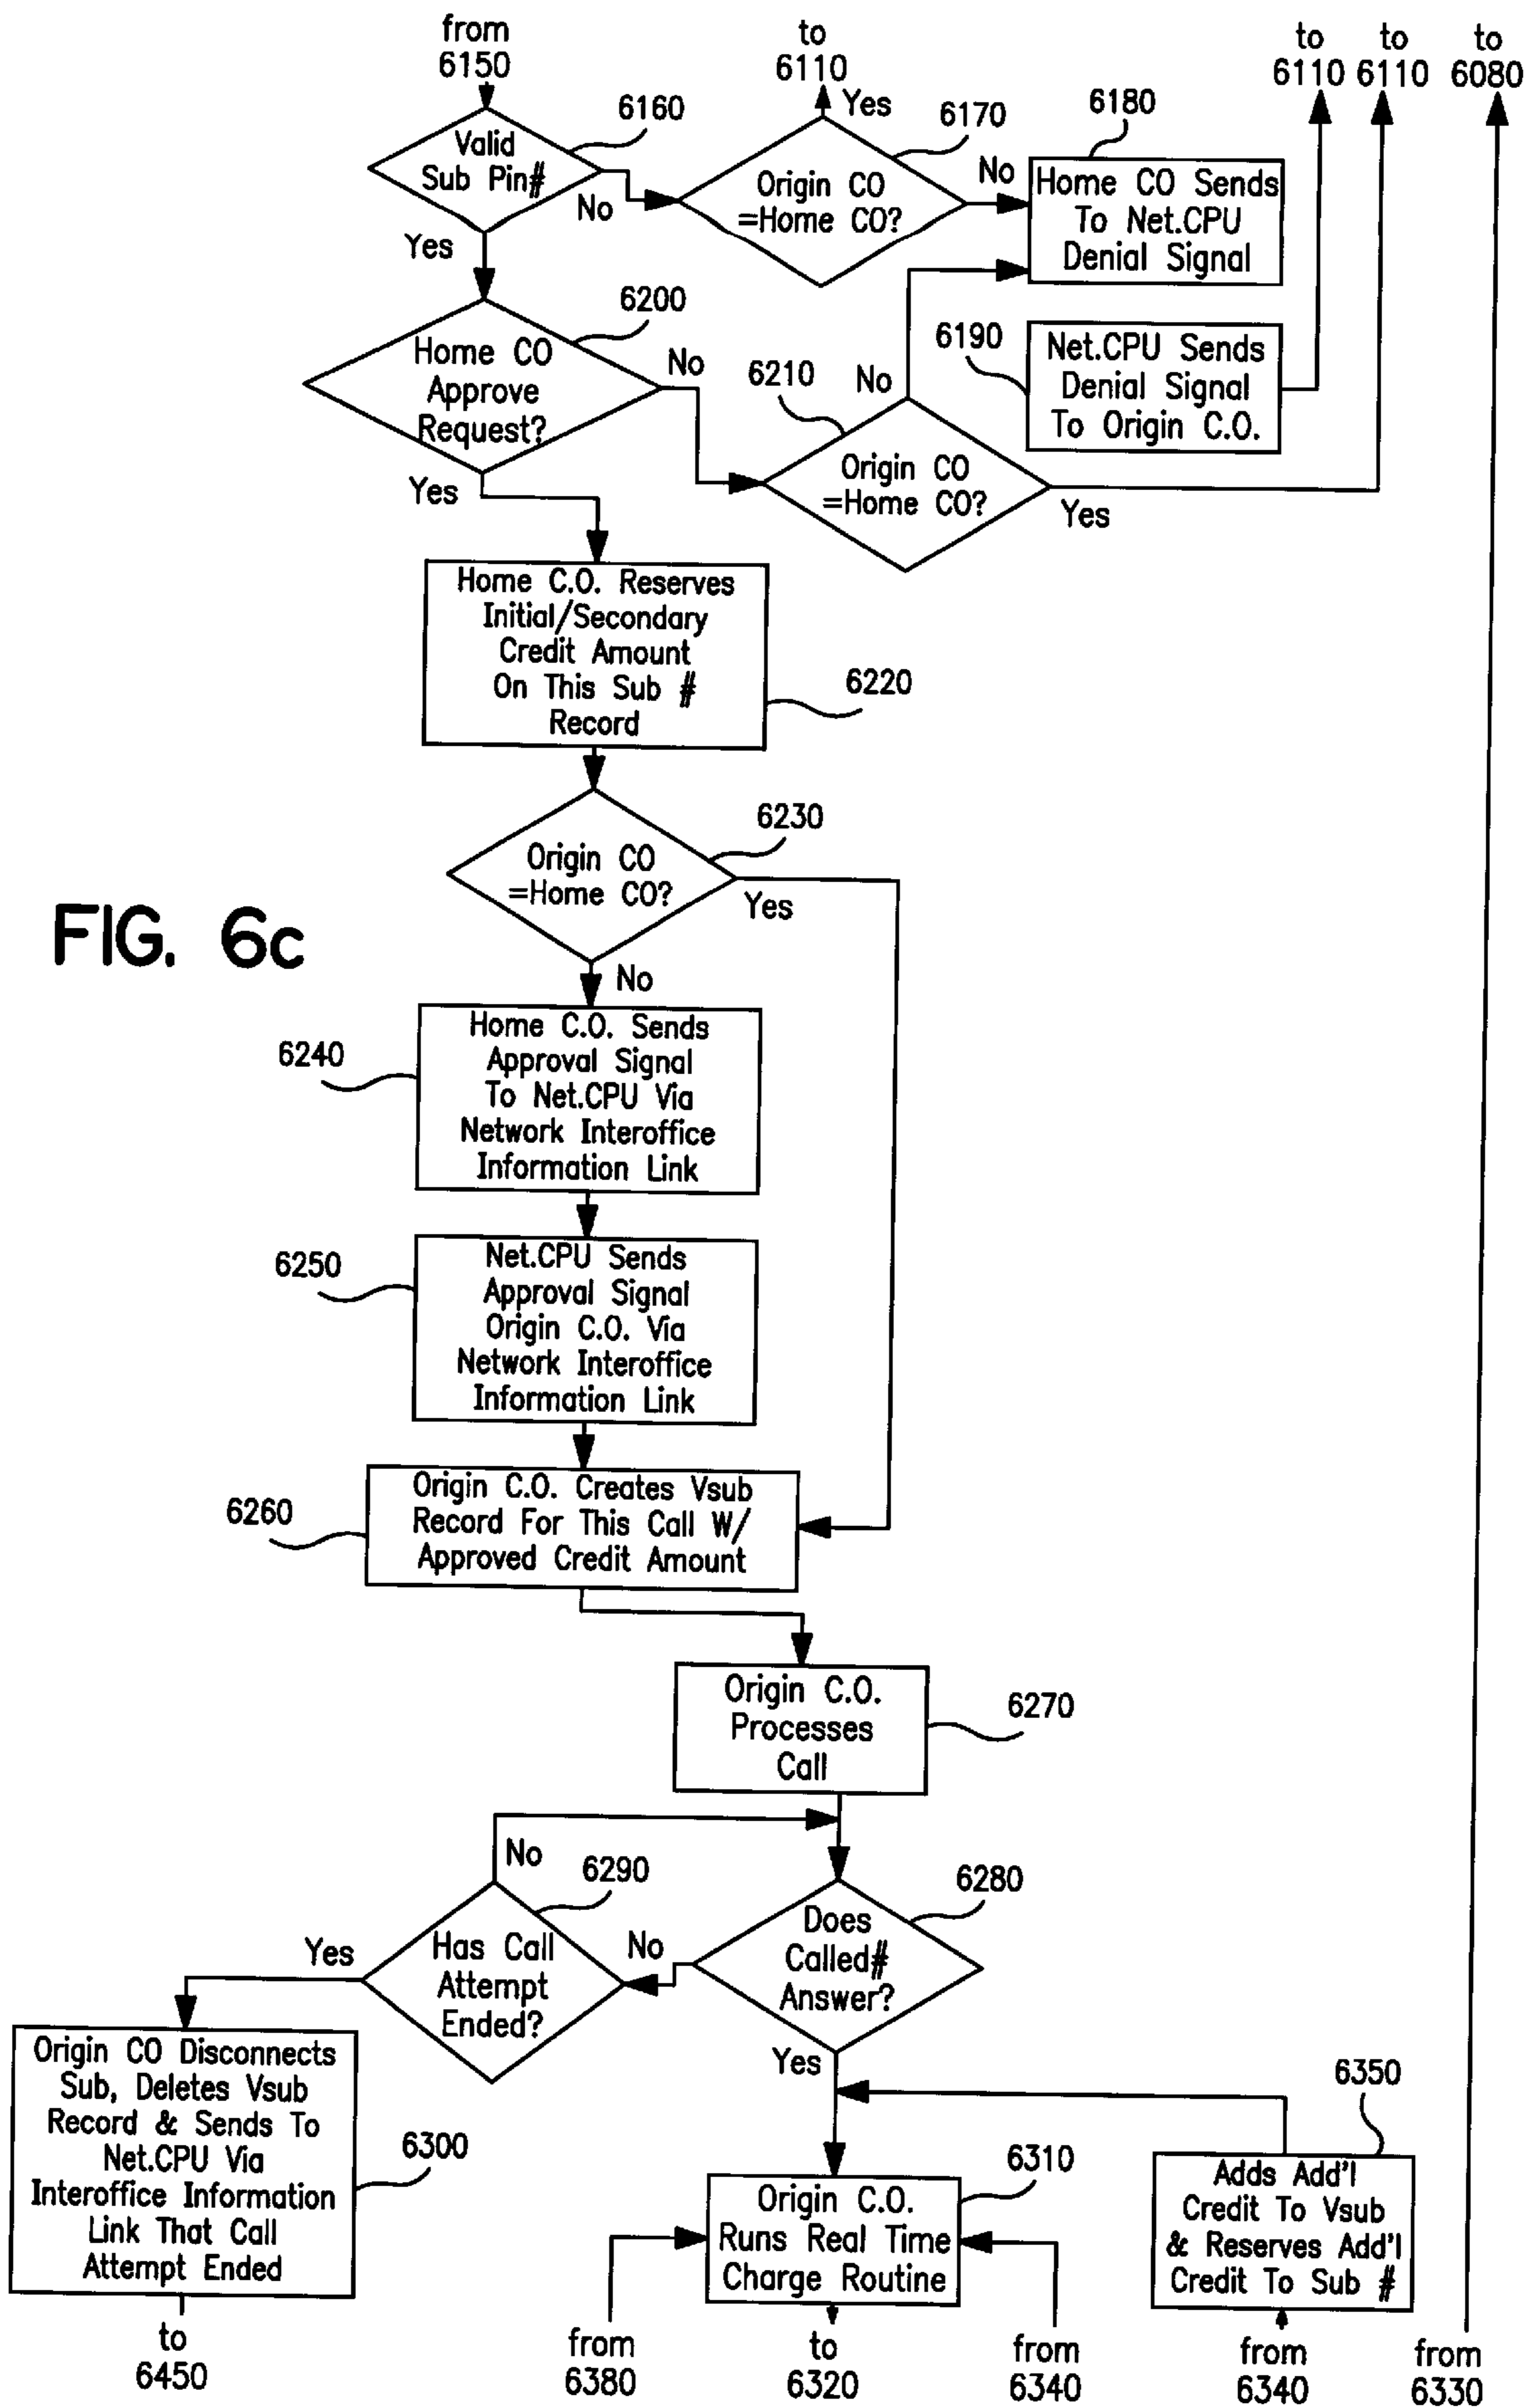 from
6150
to
6110
to
6110
to
6110
to
6080
Valid
Sub Pin#
6160
No
Yes
Yes
Origin CO
=Home CO?
6170
No
6180
Home CO Sends
To Net.CPU
Denial Signal
6200
Home CO
Approve
Request?
No
Yes
6210
No
Origin CO
=Home CO?
Yes
6190
Net.CPU Sends
Denial Signal
To Origin C.O.
Home C.O. Reserves
Initial/Secondary
Credit Amount
On This Sub #
Record
6220
6230
Origin CO
=Home CO?
Yes
No
FIG. 6c
6240
Home C.O. Sends
Approval Signal
To Net.CPU Via
Network Interoffice
Information Link
6250
Net.CPU Sends
Approval Signal
Origin C.O. Via
Network Interoffice
Information Link
6260
Origin C.O. Creates Vsub
Record For This Call W/
Approved Credit Amount
Origin C.O.
Processes
Call
6270
No
6290
Has Call
Attempt
Ended?
Yes
No
6280
Does
Called#
Answer?
Yes
Origin CO Disconnects
Sub, Deletes Vsub
Record & Sends To
Net.CPU Via
Interoffice Information
Link That Call
Attempt Ended
6300
6310
Origin C.O.
Runs Real Time
Charge Routine
6350
Adds Add'l
Credit To Vsub
& Reserves Add'l
Credit To Sub #
to
6450
from
6380
to
6320
from
6340
from
6340
from
6330